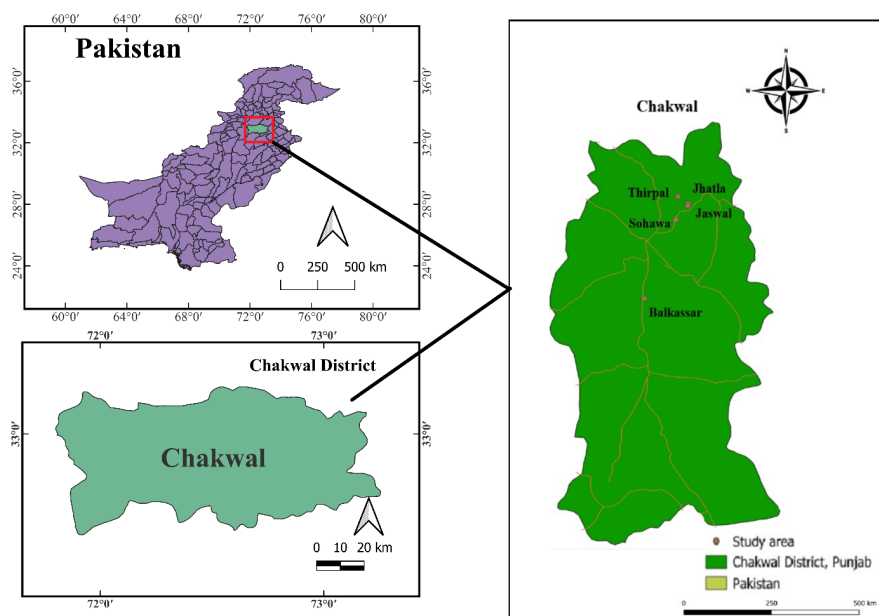 60°0' 64°0' 68°0' 72°0' 76°0' 80°0'
Pakistan
36°0'
32°0'
28°0'
24°0'
36°0'
32°0'
28°0'
24°0'
0 250 500 km
60°0' 64°0' 68°0' 72°0' 76°0' 80°0'
72°0' 73°0'
Chakwal District
33°0'
Chakwal
33°0'
0 10 20 km
72°0' 73°0'
Chakwal
N
W E
S
Thirpal
Jhatla
Jaswal
Sohawa
Balkassar
Study area
Chakwal District, Punjab
Pakistan
0 250 500 km